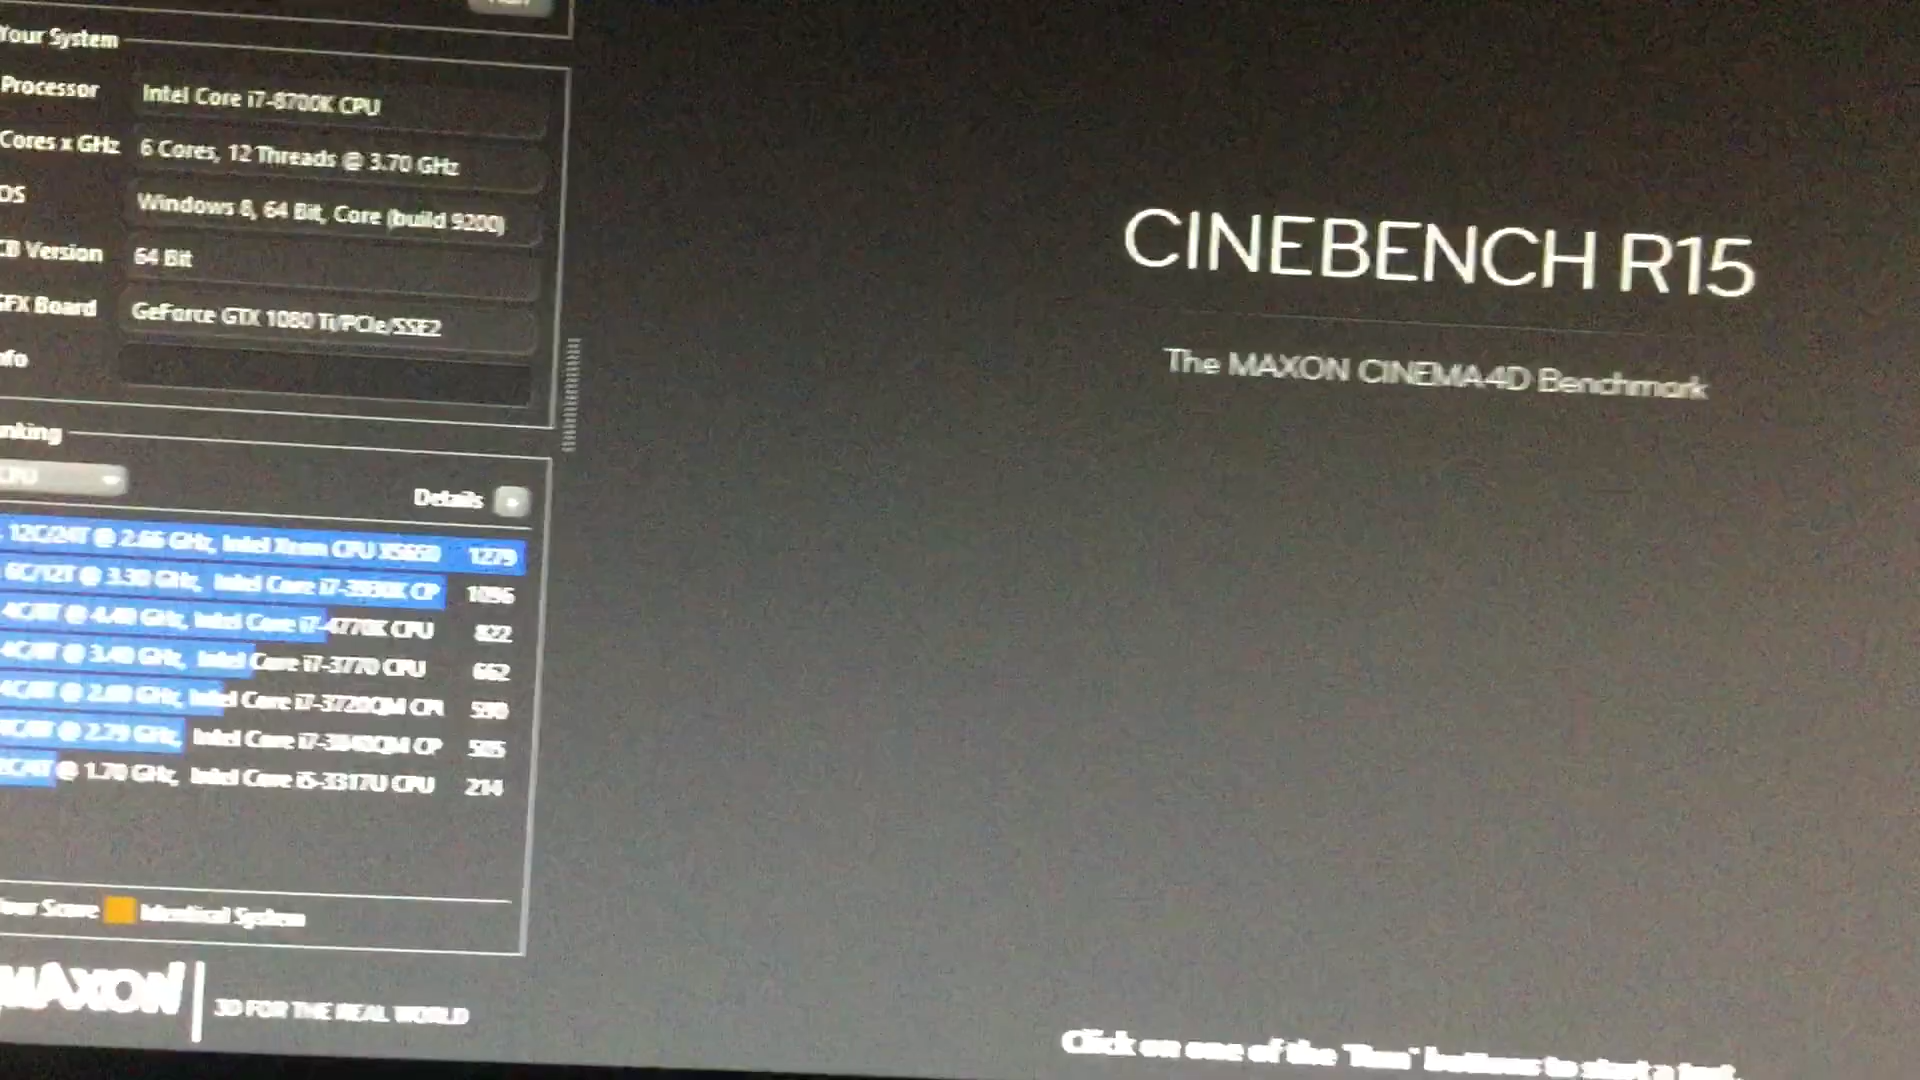 Your System
Processor Intel Core i7-8700K CPU
Cores x GHz 6 Cores, 12 Threads @ 3.70 GHz
OS Windows 8, 64 Bit, Core (build 9200)
CB Version 64 Bit
GFX Board GeForce GTX 1080 Ti/PCIe/SSE2
nfo
nking
CPU
Details
12C/24T @ 2.66 GHz, Intel Xeon CPU X5650 1279
6C/12T @ 3.30 GHz, Intel Core i7-3930K CP 1096
4C/8T @ 4.40 GHz, Intel Core i7-4770K CPU 822
4C/8T @ 3.40 GHz, Intel Core i7-3770 CPU 662
4C/8T @ 2.60 GHz, Intel Core i7-3720QM CPU 590
4C/8T @ 2.79 GHz, Intel Core i7-3840QM CP 505
2C/4T @ 1.70 GHz, Intel Core i5-3317U CPU 214
Your Score Identical System
MAXON 3D FOR THE REAL WORLD
CINEBENCH R15
The MAXON CINEMA4D Benchmark
Click on one of the "Run" buttons to start a test.